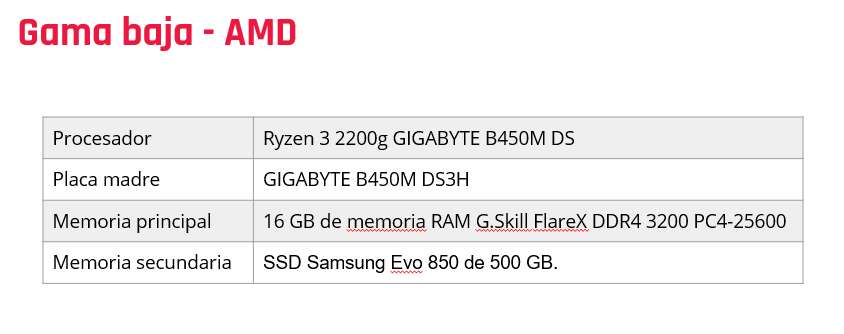 Gama baja - AMD
Procesador Ryzen 3 2200g GIGABYTE B450M DS
Placa madre GIGABYTE B450M DS3H
Memoria principal 16 GB de memoria RAM G.Skill FlareX DDR4 3200 PC4-25600
Memoria secundaria SSD Samsung Evo 850 de 500 GB.